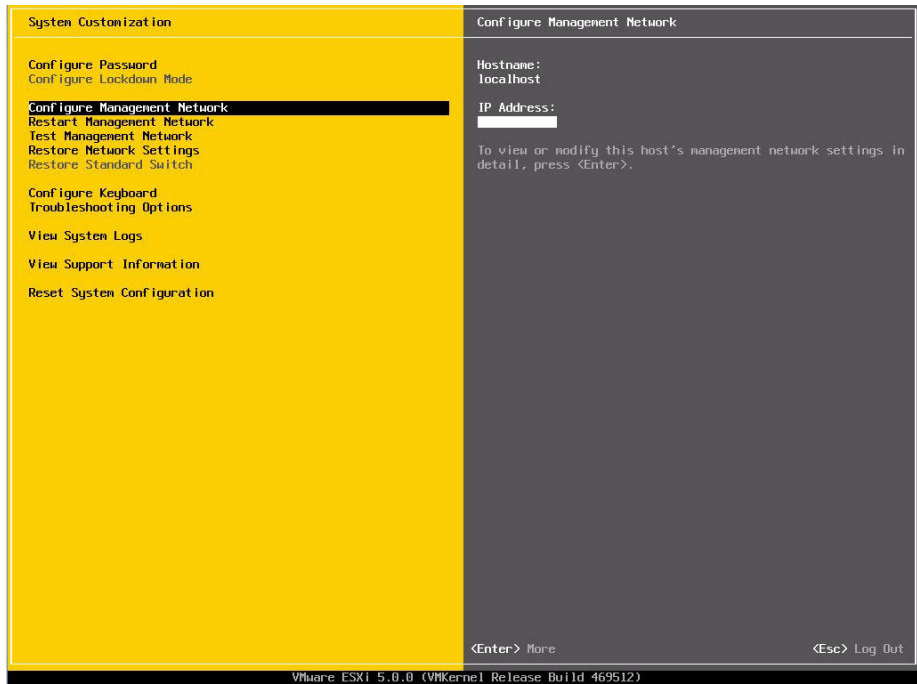 System Customization
Configure Password
Configure Lockdown Mode
Configure Management Network
Restart Management Network
Test Management Network
Restore Network Settings
Restore Standard Switch
Configure Keyboard
Troubleshooting Options
View System Logs
View Support Information
Reset System Configuration
Configure Management Network
Hostname:
localhost
IP Address:
To view or modify this host's management network settings in
detail, press <Enter>.
<Enter> More
<Esc> Log Out
VMware ESXi 5.0.0 (VMKernel Release Build 469512)